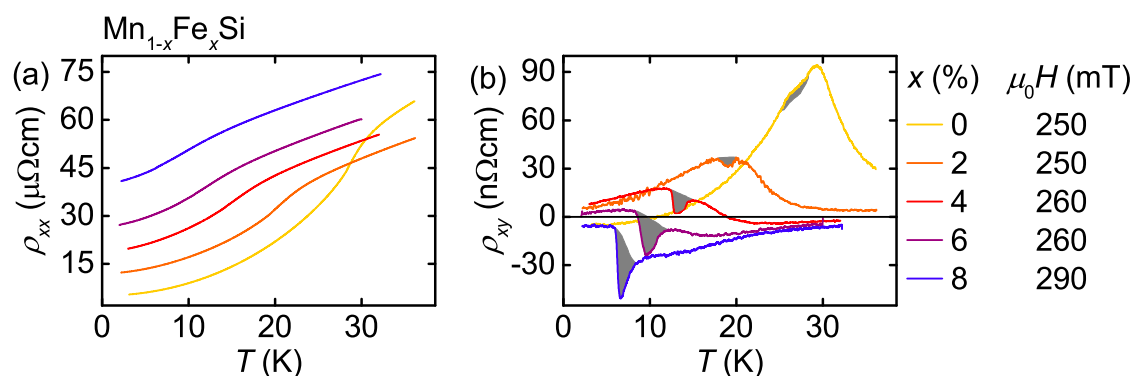 Mn1-xFexSi
(a)
75
60
45
30
15
ρxx (μΩcm)
0 10 20 30
T (K)
(b)
90
60
30
0
-30
ρxy (nΩcm)
0 10 20 30
T (K)
x (%) μ0H (mT)
0 250
2 250
4 260
6 260
8 290